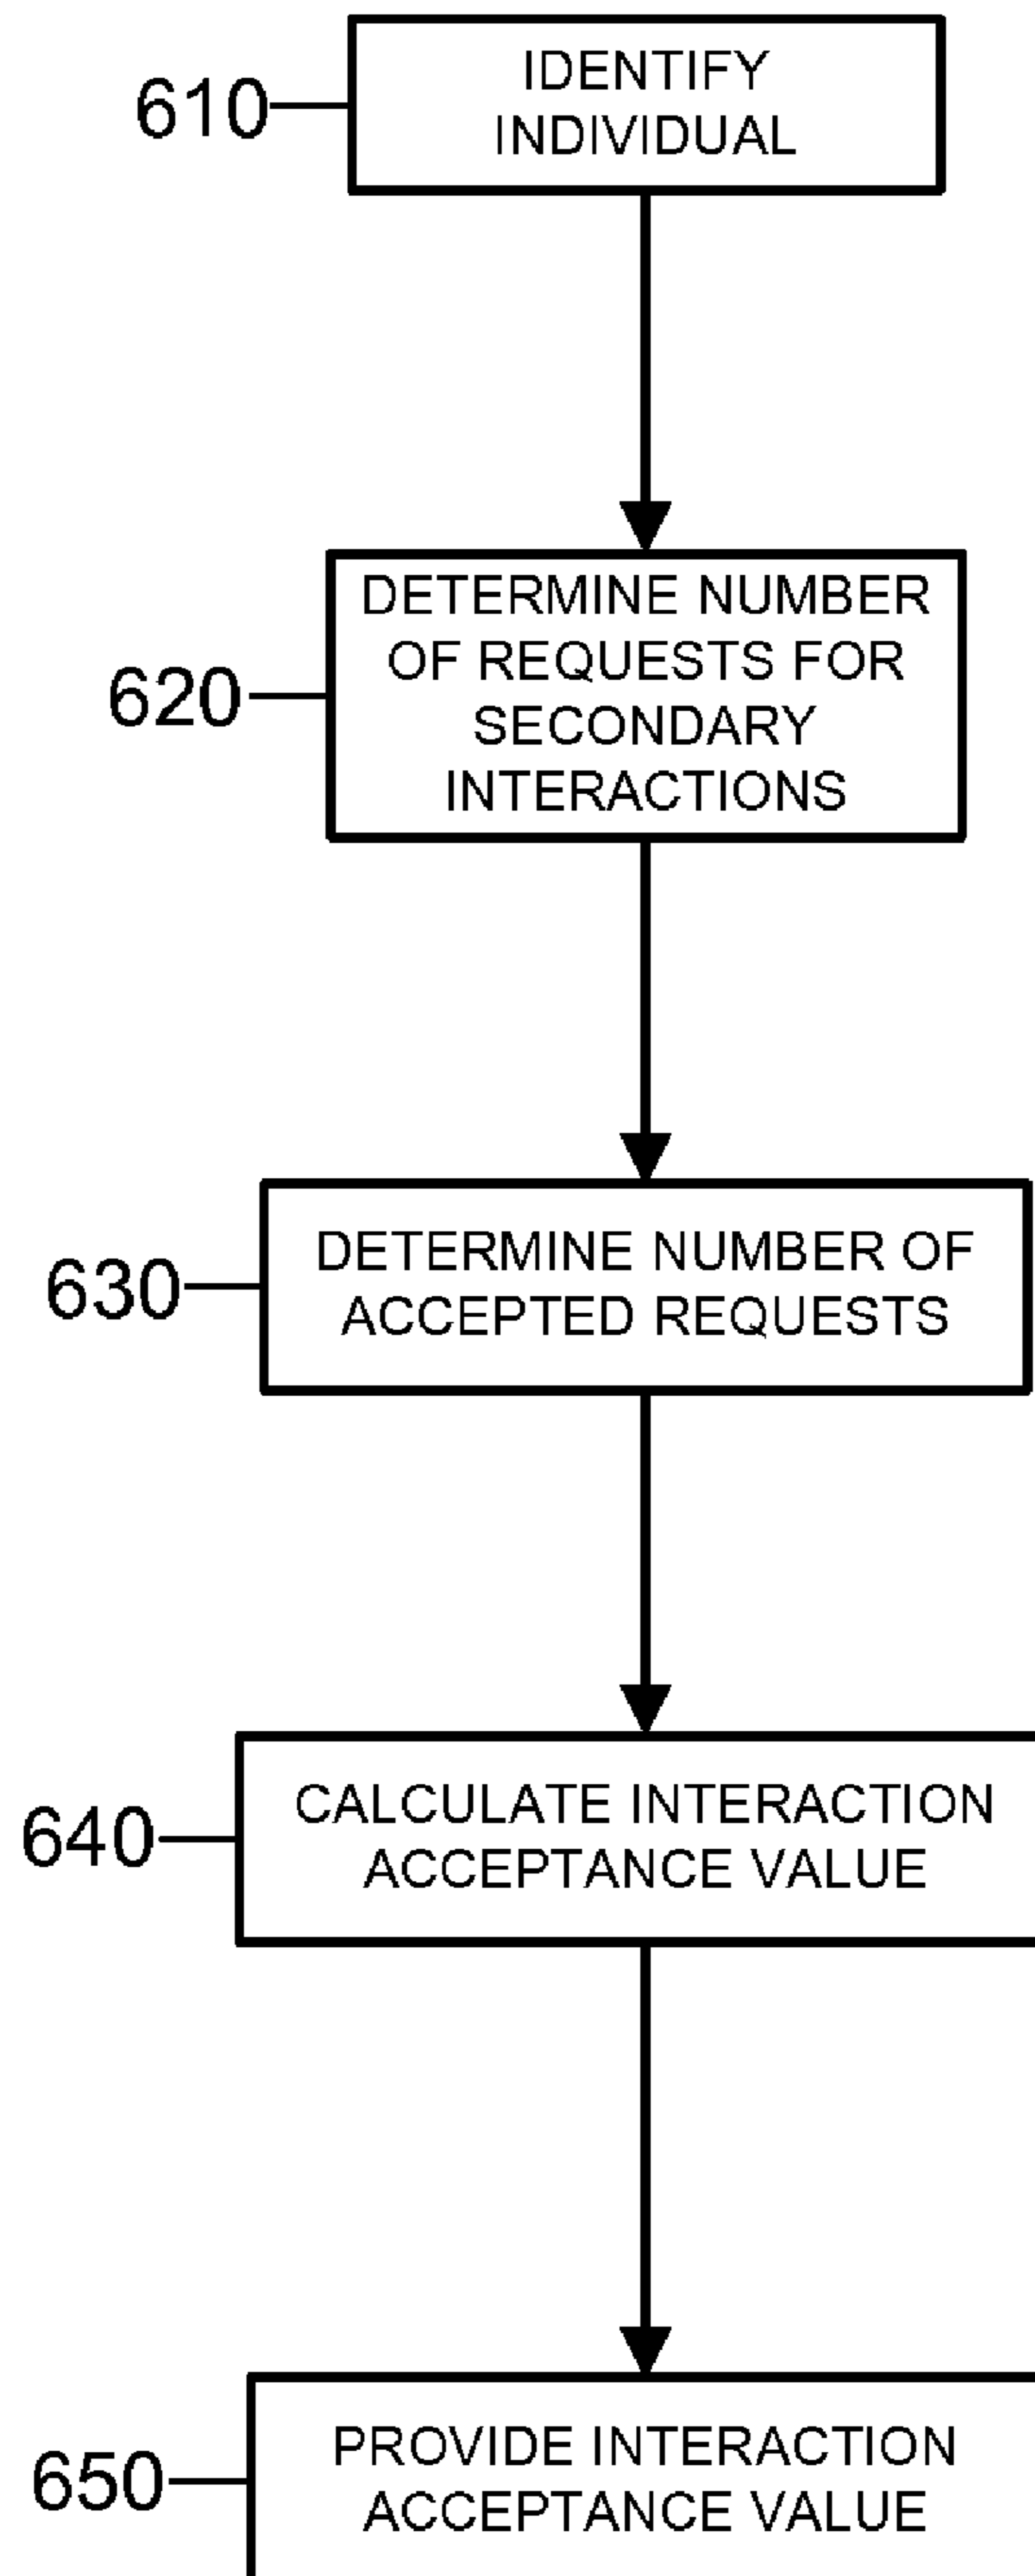 610
IDENTIFY
INDIVIDUAL
620
DETERMINE NUMBER
OF REQUESTS FOR
SECONDARY
INTERACTIONS
630
DETERMINE NUMBER OF
ACCEPTED REQUESTS
640
CALCULATE INTERACTION
ACCEPTANCE VALUE
650
PROVIDE INTERACTION
ACCEPTANCE VALUE